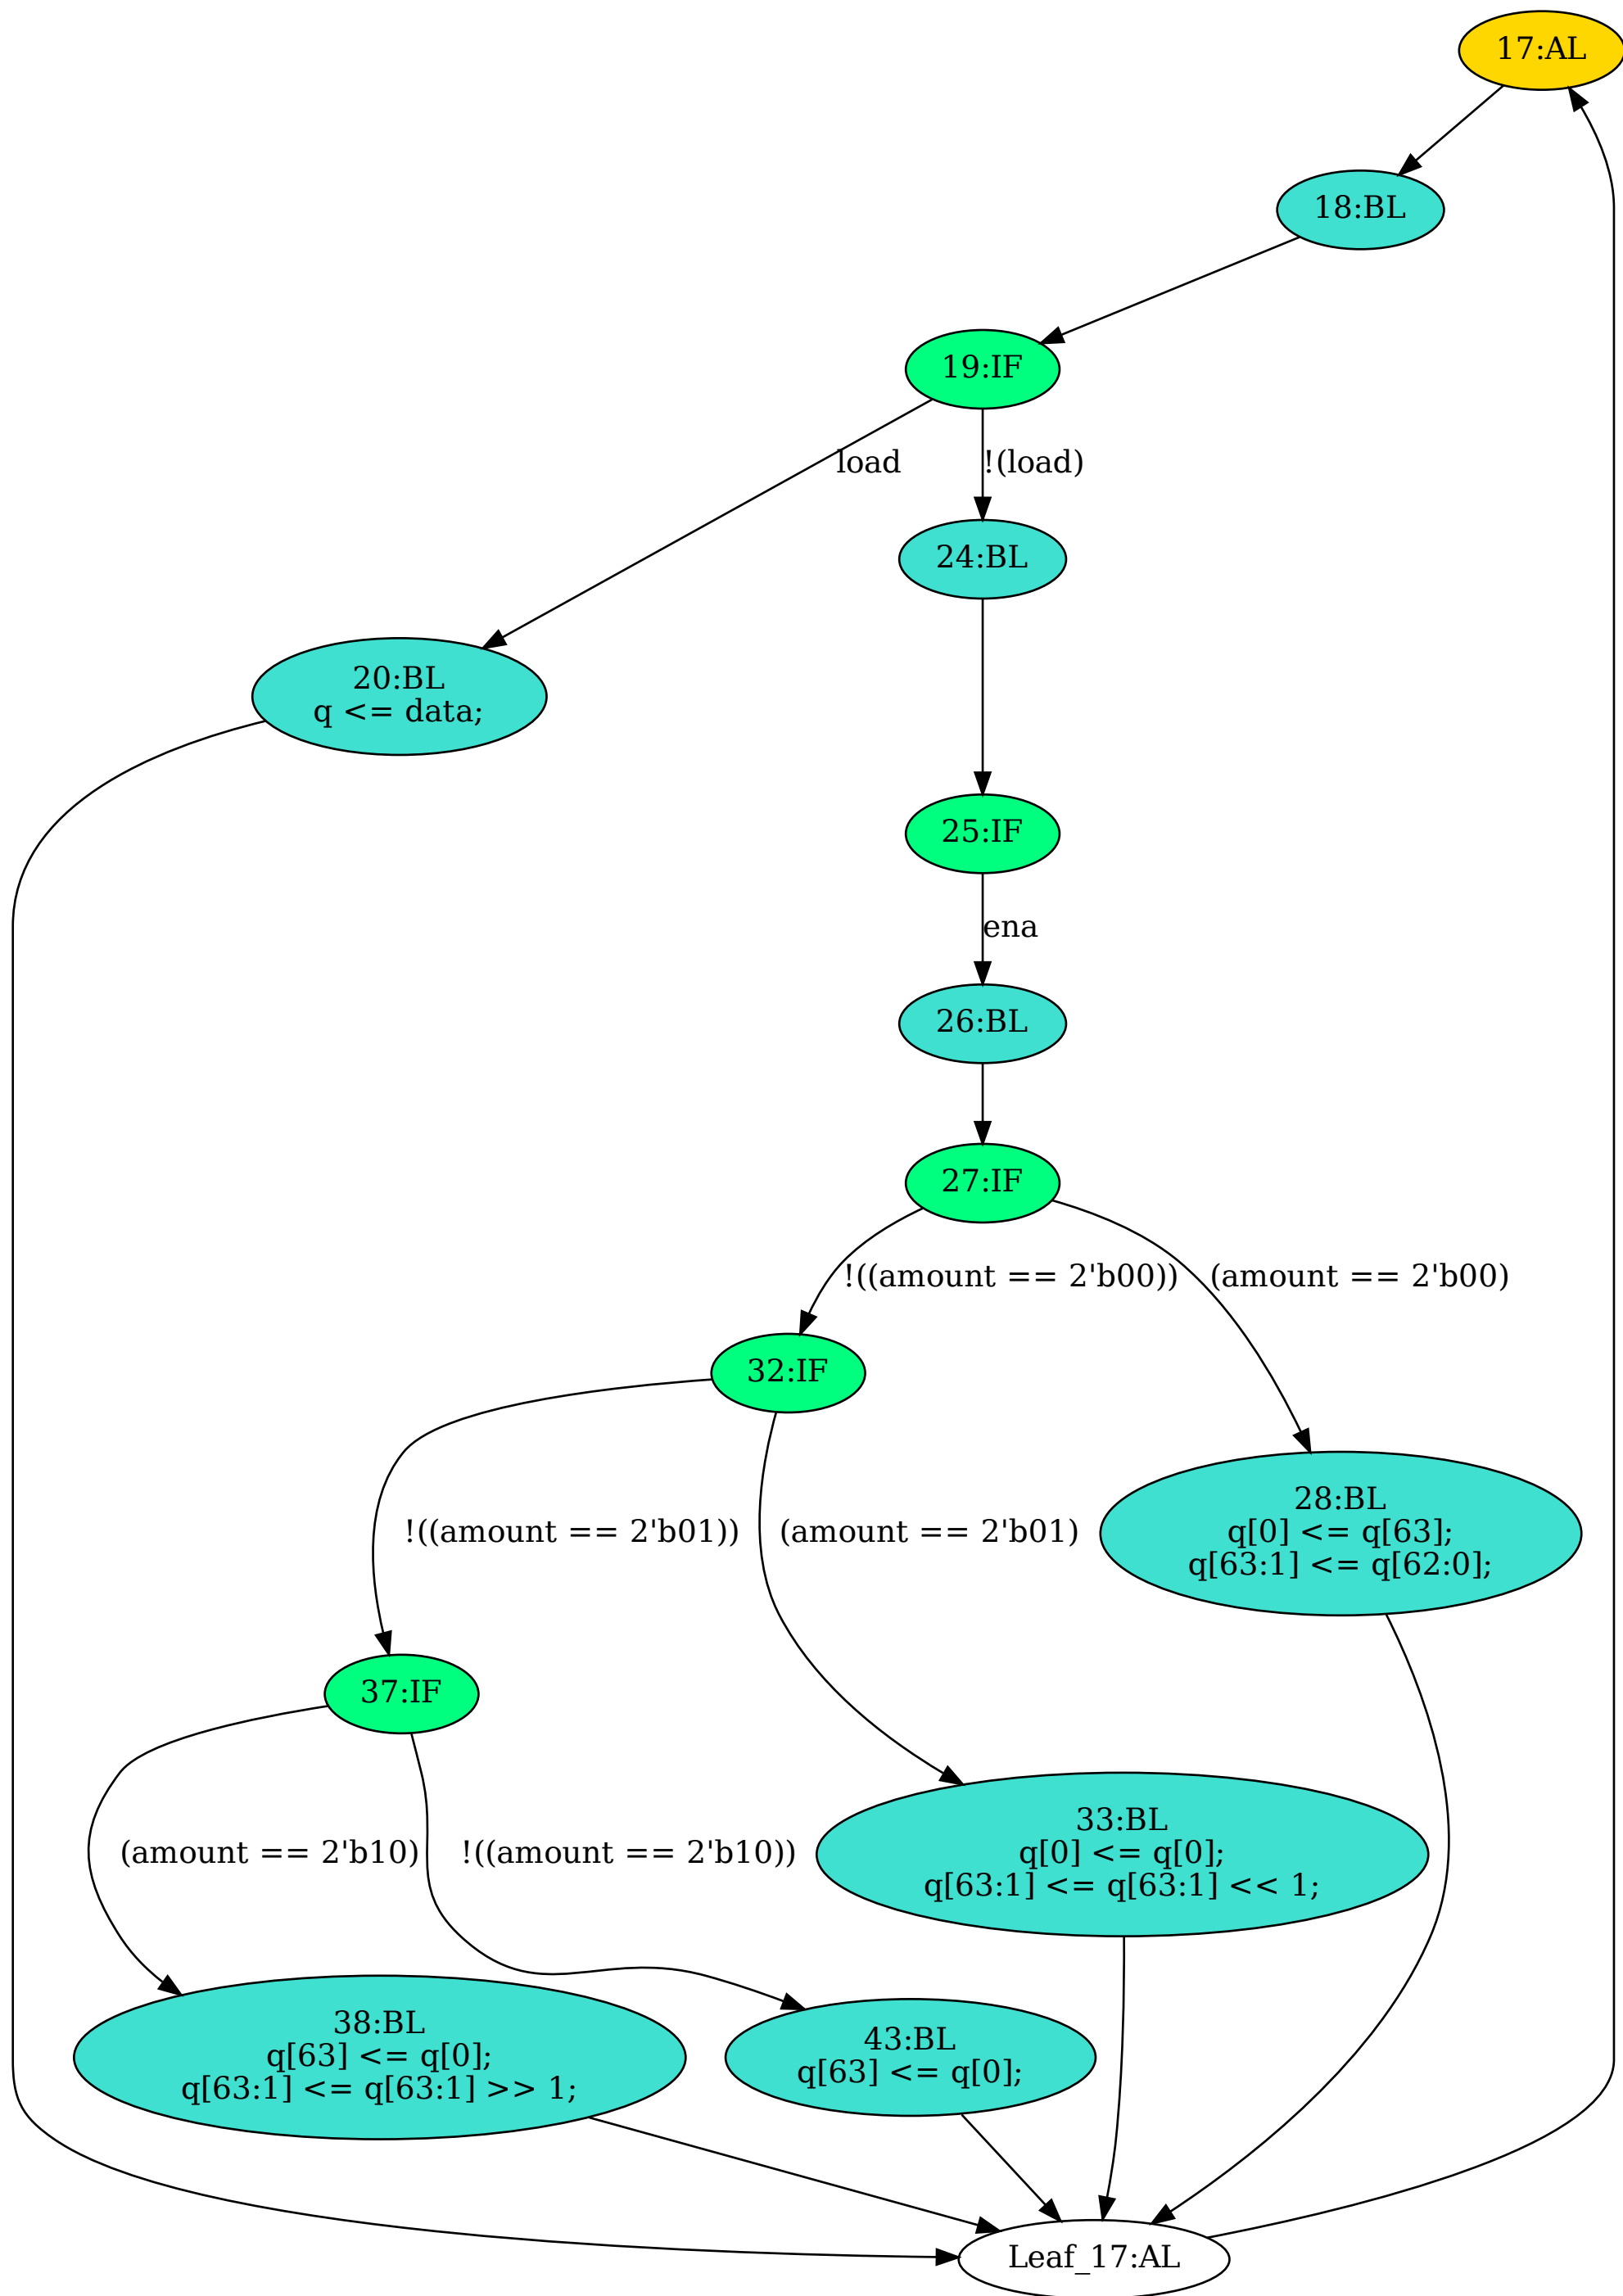 17:AL
18:BL
19:IF
load
!(load)
24:BL
20:BL
q <= data;
25:IF
ena
26:BL
27:IF
!((amount == 2'b00))
(amount == 2'b00)
32:IF
28:BL
q[0] <= q[63];
q[63:1] <= q[62:0];
!((amount == 2'b01))
(amount == 2'b01)
37:IF
33:BL
q[0] <= q[0];
q[63:1] <= q[63:1] << 1;
(amount == 2'b10)
!((amount == 2'b10))
38:BL
q[63] <= q[0];
q[63:1] <= q[63:1] >> 1;
43:BL
q[63] <= q[0];
Leaf_17:AL